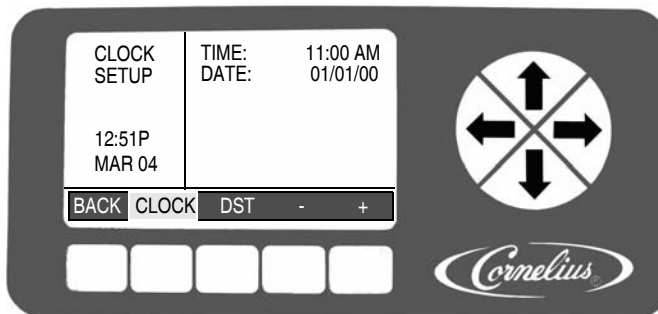 CLOCK
SETUP
TIME: 11:00 AM
DATE: 01/01/00
12:51P
MAR 04
BACK CLOCK DST - +
Cornelius®